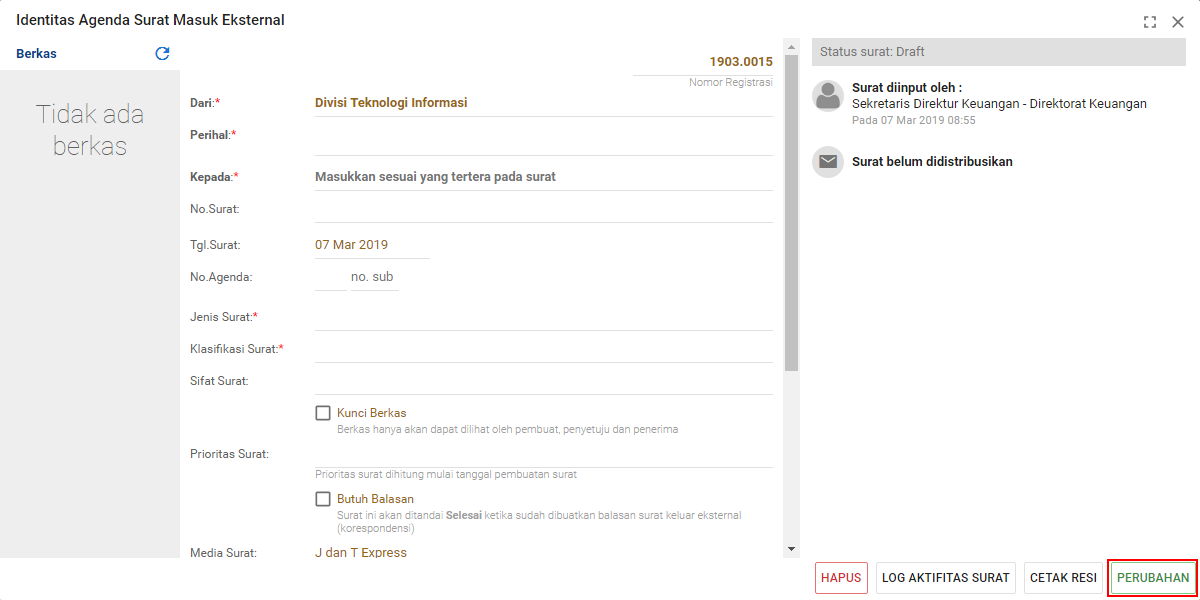 Identitas Agenda Surat Masuk Eksternal
Berkas
Tidak ada
berkas
1903.0015
Nomor Registrasi
Dari:*
Divisi Teknologi Informasi
Perihal:*
Kepada:*
Masukkan sesuai yang tertera pada surat
No.Surat:
Tgl.Surat:
07 Mar 2019
No.Agenda:
no. sub
Jenis Surat:*
Klasifikasi Surat:*
Sifat Surat:
Kunci Berkas
Berkas hanya akan dapat dilihat oleh pembuat, penyetuju dan penerima
Prioritas Surat:
Prioritas surat dihitung mulai tanggal pembuatan surat
Butuh Balasan
Surat ini akan ditandai Selesai ketika sudah dibuatkan balasan surat keluar eksternal
(korespondensi)
Media Surat:
J dan T Express
Status surat: Draft
Surat diinput oleh :
Sekretaris Direktur Keuangan - Direktorat Keuangan
Pada 07 Mar 2019 08:55
Surat belum didistribusikan
HAPUS
LOG AKTIFITAS SURAT
CETAK RESI
PERUBAHAN